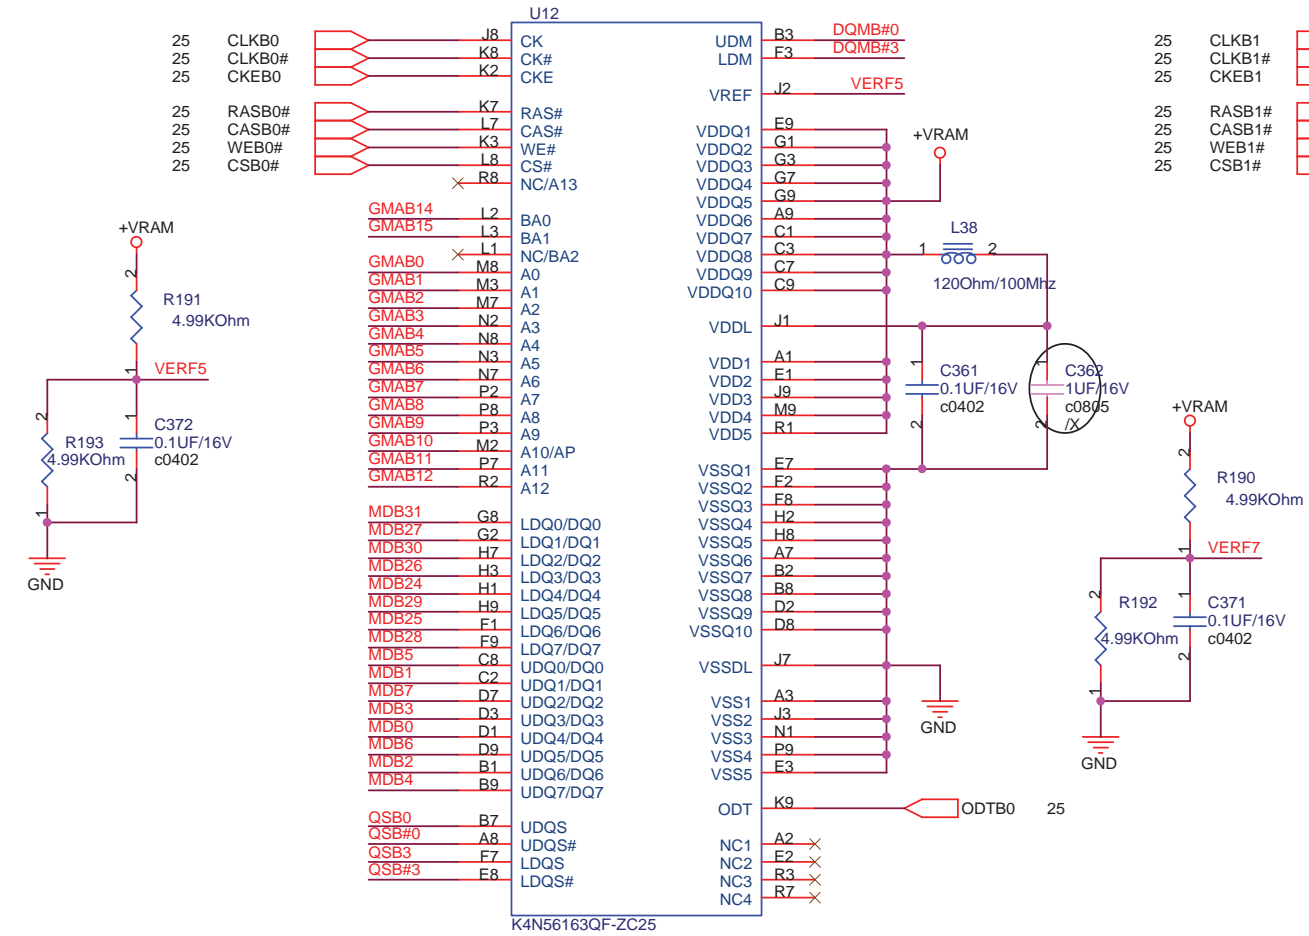 U12
25 CLKB0
25 CLKB0#
25 CKEB0
25 RASB0#
25 CASB0#
25 WEB0#
25 CSB0#
J8 CK
K8 CK#
K2 CKE
K7 RAS#
L7 CAS#
K3 WE#
L8 CS#
R8 NC/A13
GMAB14 L2 BA0
GMAB15 L3 BA1
L1 NC/BA2
GMAB0 M8 A0
GMAB1 M3 A1
GMAB2 M7 A2
GMAB3 N2 A3
GMAB4 N8 A4
GMAB5 N3 A5
GMAB6 N7 A6
GMAB7 P2 A7
GMAB8 P8 A8
GMAB9 P3 A9
GMAB10 M2 A10/AP
GMAB11 P7 A11
GMAB12 R2 A12
MDB31 G8 LDQ0/DQ0
MDB27 G2 LDQ1/DQ1
MDB30 H7 LDQ2/DQ2
MDB26 H3 LDQ3/DQ3
MDB24 H1 LDQ4/DQ4
MDB29 H9 LDQ5/DQ5
MDB25 F1 LDQ6/DQ6
MDB28 F9 LDQ7/DQ7
MDB5 C8 UDQ0/DQ0
MDB1 C2 UDQ1/DQ1
MDB7 D7 UDQ2/DQ2
MDB3 D3 UDQ3/DQ3
MDB0 D1 UDQ4/DQ4
MDB6 D9 UDQ5/DQ5
MDB2 B1 UDQ6/DQ6
MDB4 B9 UDQ7/DQ7
QSB0 B7 UDQS
QSB#0 A8 UDQS#
QSB3 F7 LDQS
QSB#3 E8 LDQS#
K4N56163QF-ZC25
UDM B3 DQMB#0
LDM F3 DQMB#3
VREF J2 VERF5
VDDQ1 E9
VDDQ2 G1
VDDQ3 G3
VDDQ4 G7
VDDQ5 G9
VDDQ6 A9
VDDQ7 C1
VDDQ8 C3
VDDQ9 C7
VDDQ10 C9
VDDL J1
VDD1 A1
VDD2 E1
VDD3 J9
VDD4 M9
VDD5 R1
VSSQ1 E7
VSSQ2 F2
VSSQ3 F8
VSSQ4 H2
VSSQ5 H8
VSSQ6 A7
VSSQ7 B2
VSSQ8 B8
VSSQ9 D2
VSSQ10 D8
VSSDL J7
VSS1 A3
VSS2 J3
VSS3 N1
VSS4 P9
VSS5 E3
ODT K9 ODTB0 25
NC1 A2
NC2 E2
NC3 R3
NC4 R7
+VRAM
L38
1 2
120Ohm/100Mhz
1
C361
0.1UF/16V
c0402
2
1
C362
1UF/16V
c0805
/X
2
GND
+VRAM
2
R191
4.99KOhm
1
VERF5
2
R193
4.99KOhm
1
1
C372
0.1UF/16V
c0402
2
GND
25 CLKB1
25 CLKB1#
25 CKEB1
25 RASB1#
25 CASB1#
25 WEB1#
25 CSB1#
+VRAM
2
R190
4.99KOhm
1
VERF7
2
R192
4.99KOhm
1
1
C371
0.1UF/16V
c0402
2
GND